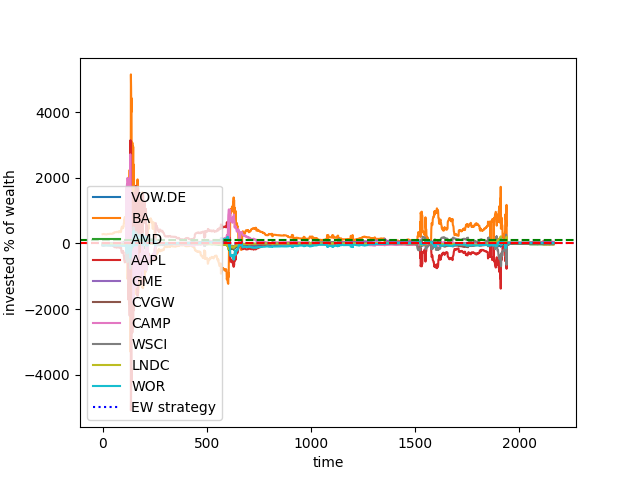 invested % of wealth
4000
2000
0
−2000
−4000
VOW.DE
BA
AMD
AAPL
GME
CVGW
CAMP
WSCI
LNDC
WOR
EW strategy
0
500
1000
1500
2000
time